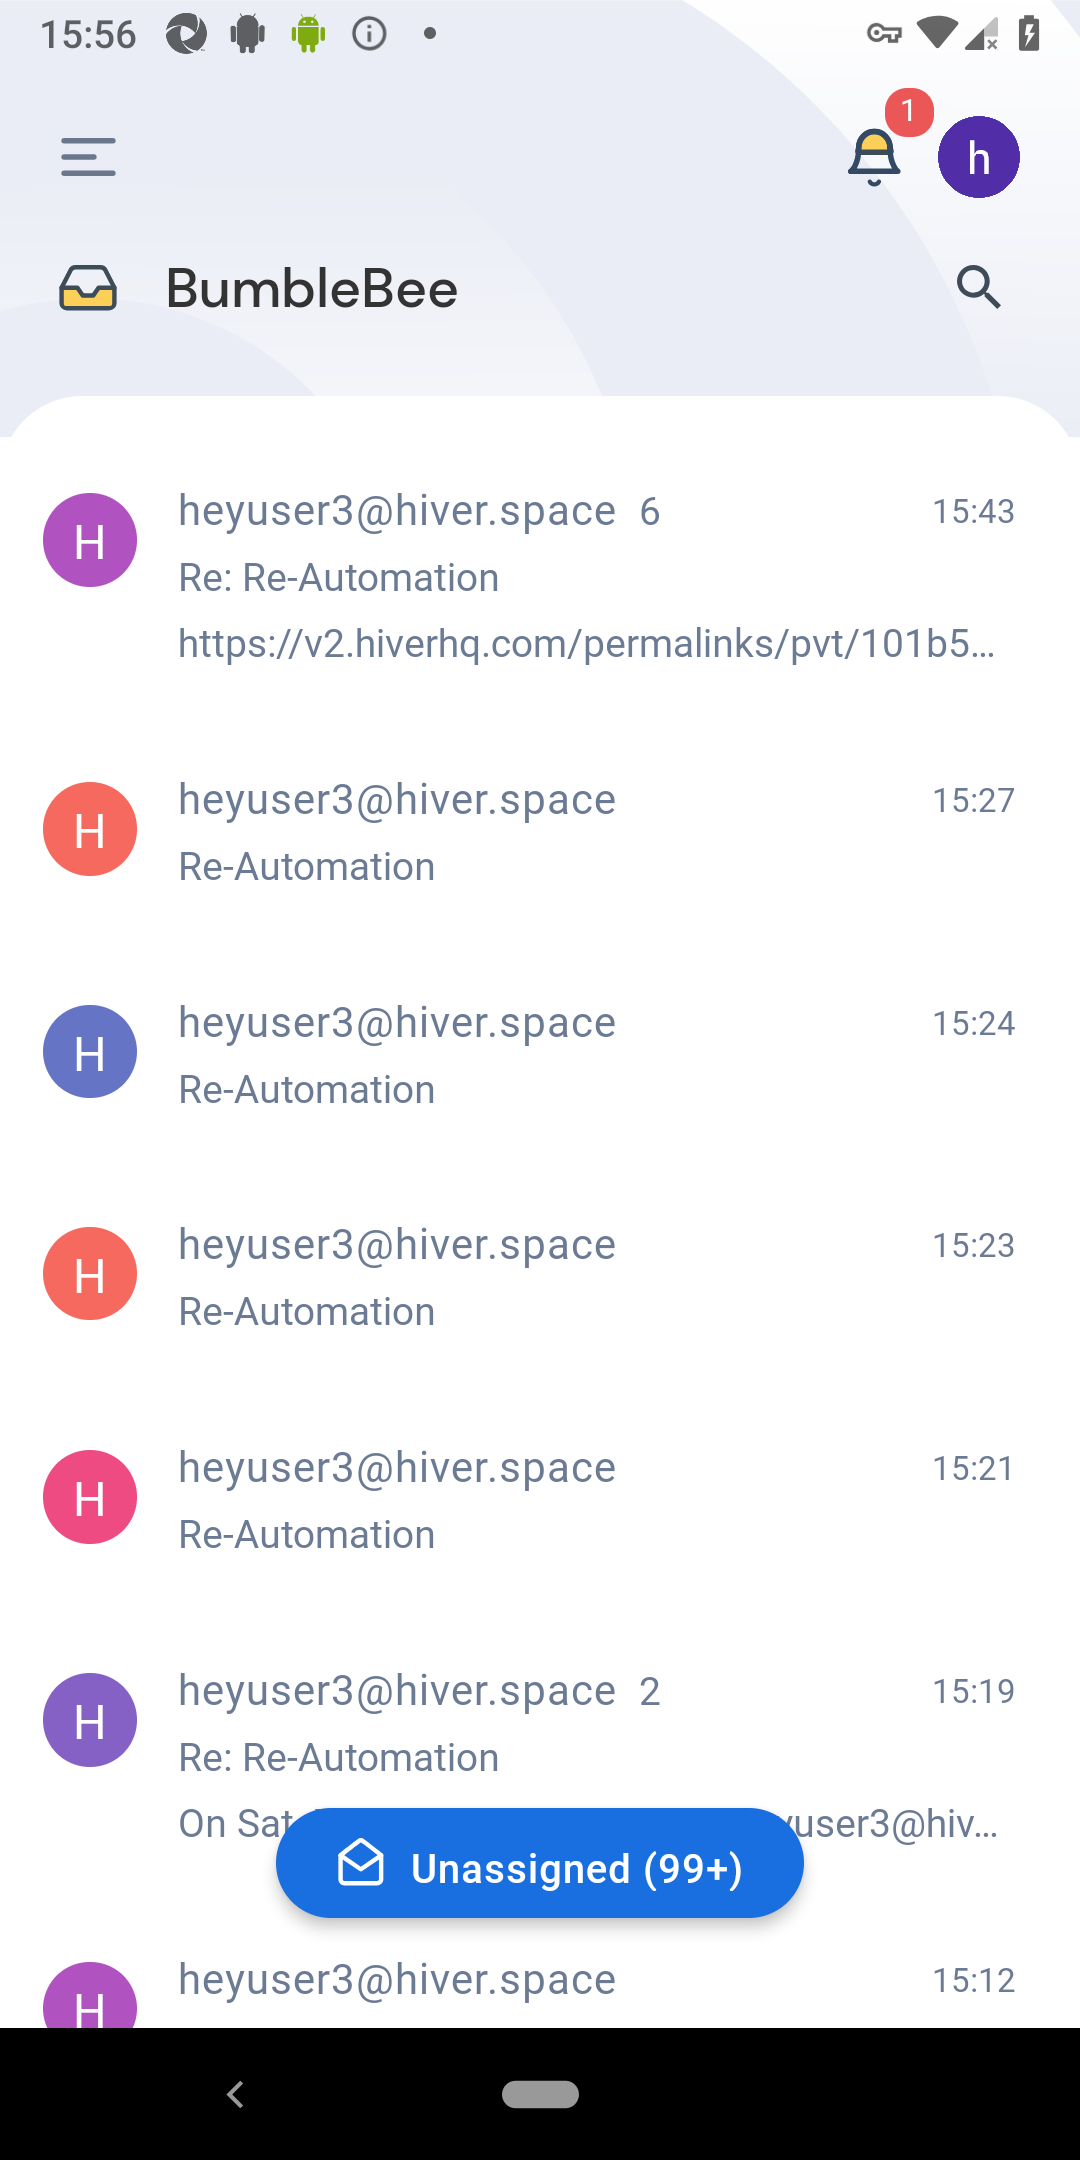 15:56
1
h
BumbleBee
H heyuser3@hiver.space 6 15:43
Re: Re-Automation
https://v2.hiverhq.com/permalinks/pvt/101b5...
H heyuser3@hiver.space 15:27
Re-Automation
H heyuser3@hiver.space 15:24
Re-Automation
H heyuser3@hiver.space 15:23
Re-Automation
H heyuser3@hiver.space 15:21
Re-Automation
H heyuser3@hiver.space 2 15:19
Re: Re-Automation
On Sat yuser3@hiv...
Unassigned (99+)
H heyuser3@hiver.space 15:12